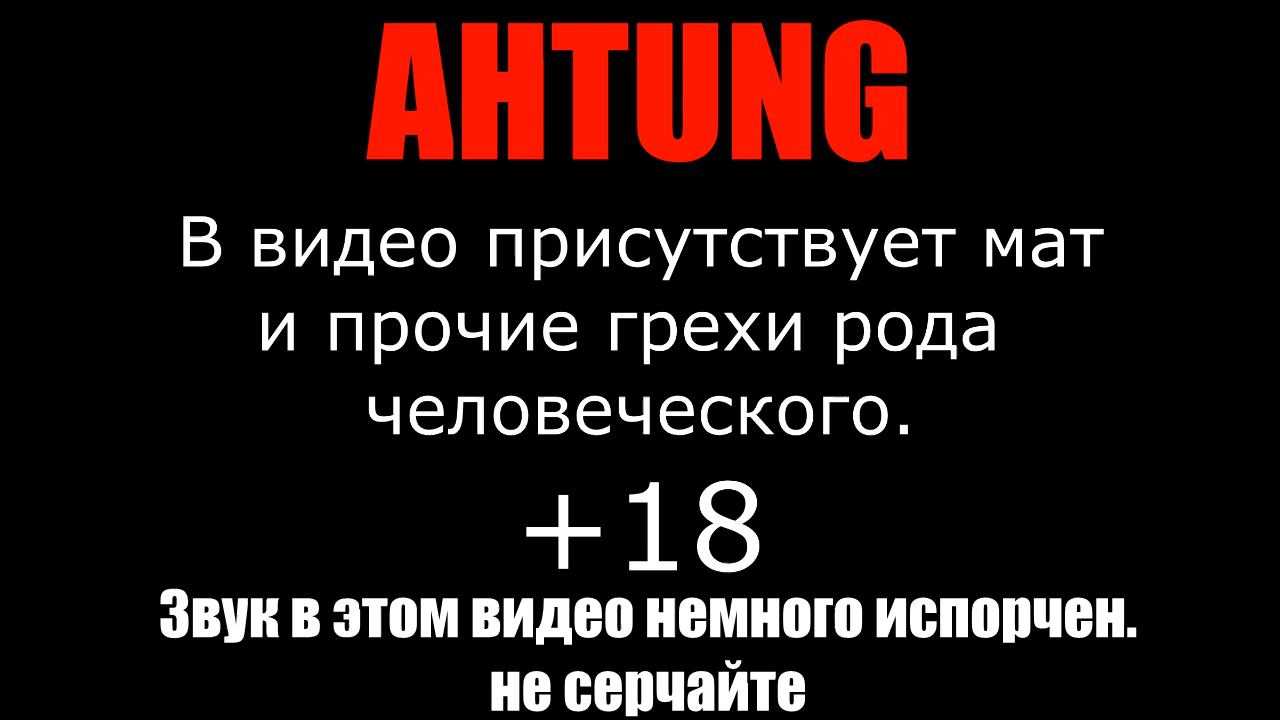 AHTUNG
В видео присутствует мат
и прочие грехи рода
человеческого.
+18
Звук в этом видео немного испорчен.
не серчайте